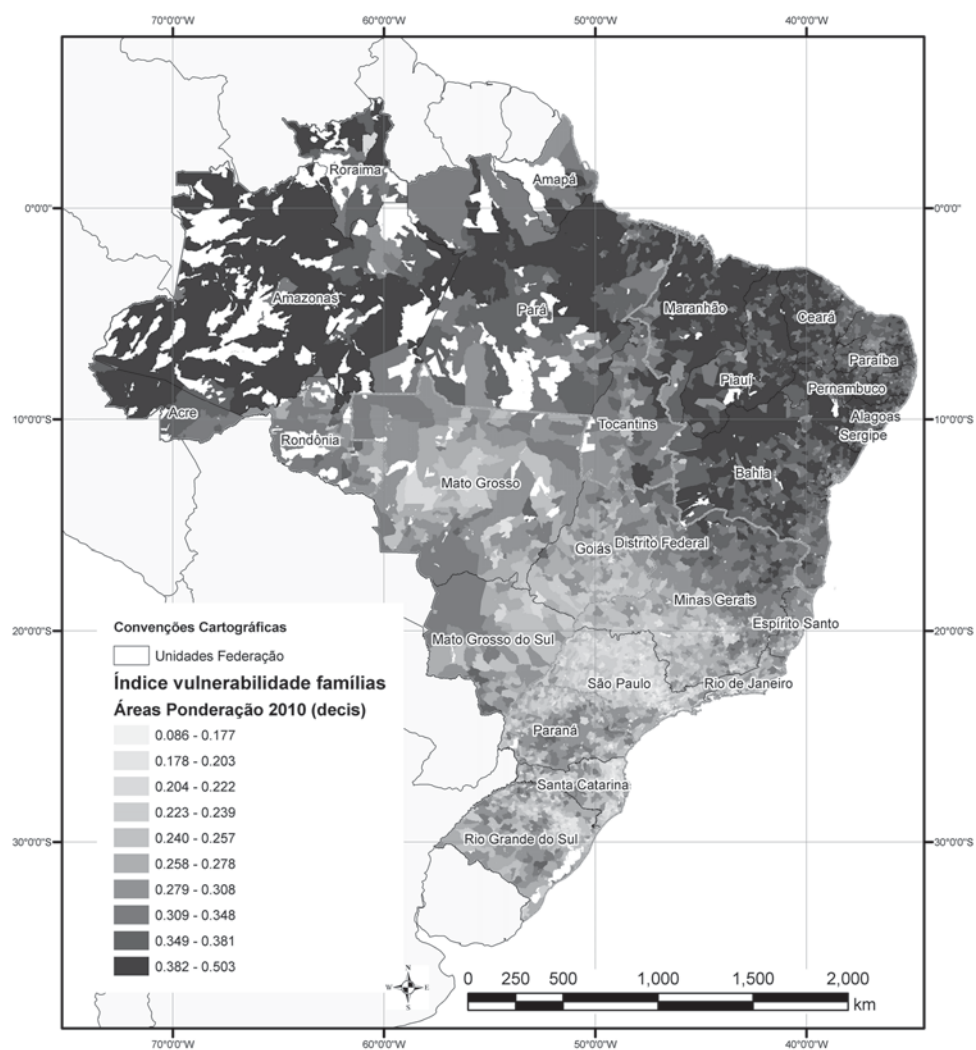 70°0'0"W 60°0'0"W 50°0'0"W 40°0'0"W
Roraima
Amapá
0°0'0" 0°0'0"
Amazonas
Pará
Maranhão
Ceará
Paraíba
Piauí
Pernambuco
Acre
Alagoas
10°0'0"S 10°0'0"S
Tocantins
Sergipe
Rondônia
Bahia
Mato Grosso
Goiás
Distrito Federal
Minas Gerais
Espírito Santo
20°0'0"S 20°0'0"S
Mato Grosso do Sul
São Paulo
Rio de Janeiro
Paraná
Santa Catarina
Rio Grande do Sul
30°0'0"S 30°0'0"S
Convenções Cartográficas
Unidades Federação
Índice vulnerabilidade famílias
Áreas Ponderação 2010 (decis)
0.086 - 0.177
0.178 - 0.203
0.204 - 0.222
0.223 - 0.239
0.240 - 0.257
0.258 - 0.278
0.279 - 0.308
0.309 - 0.348
0.349 - 0.381
0.382 - 0.503
N
W E
S
0 250 500 1,000 1,500 2,000
km
70°0'0"W 60°0'0"W 50°0'0"W 40°0'0"W